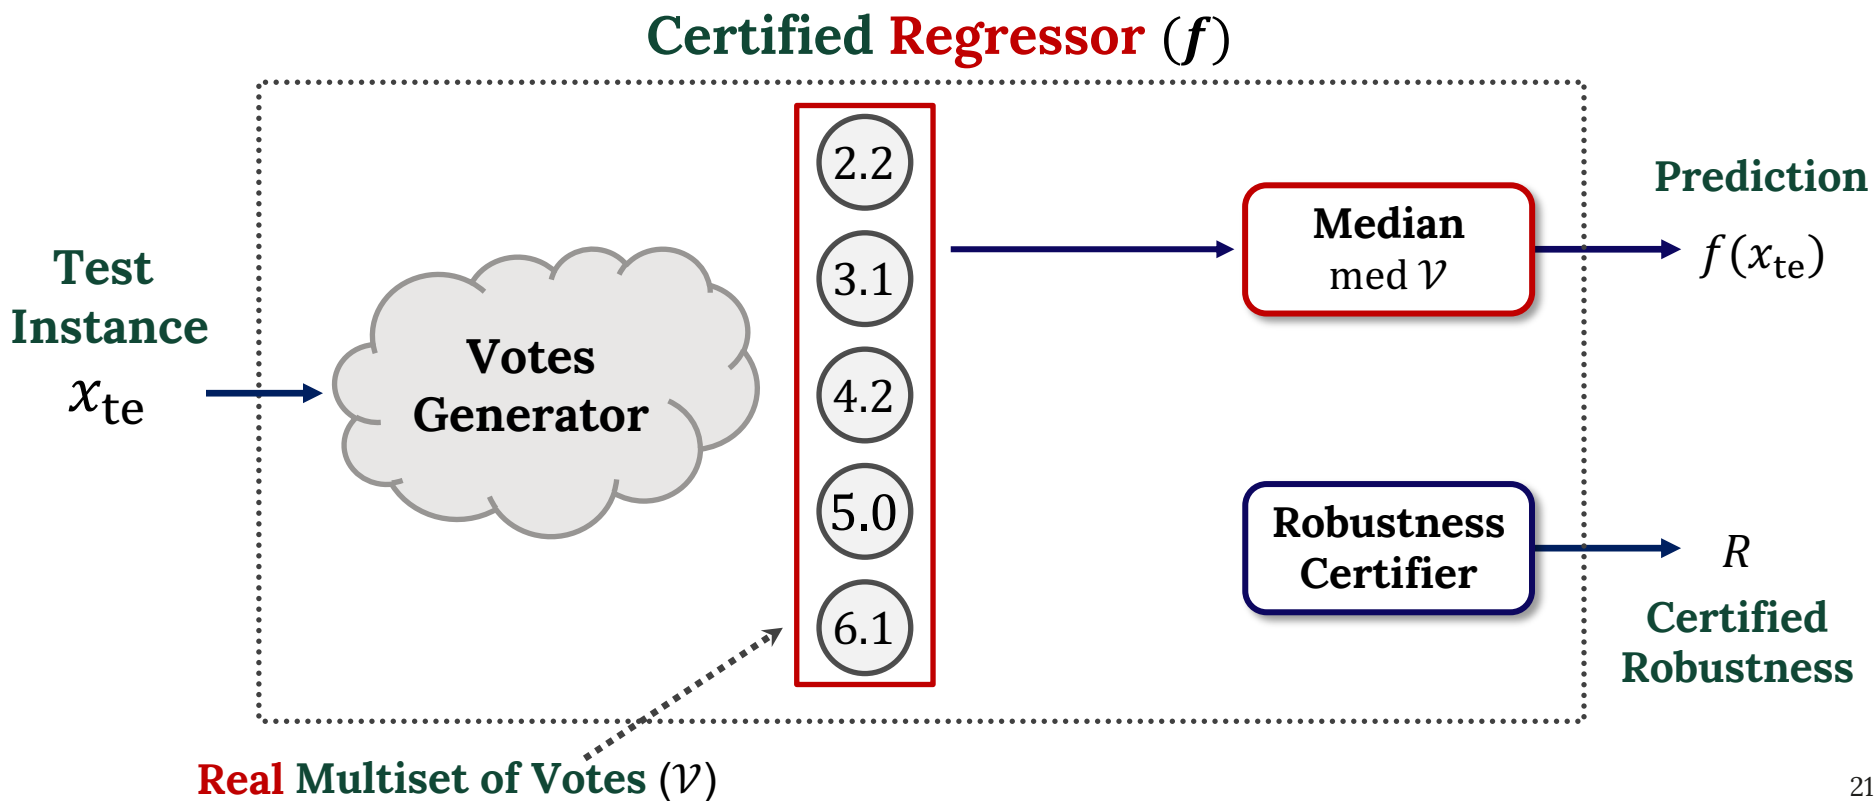 Certified Regressor (f)
Test
Instance
x_te
Votes
Generator
2.2
3.1
4.2
5.0
6.1
Median
med 𝒱
Prediction
f(x_te)
Robustness
Certifier
R
Certified
Robustness
Real Multiset of Votes (𝒱)
21